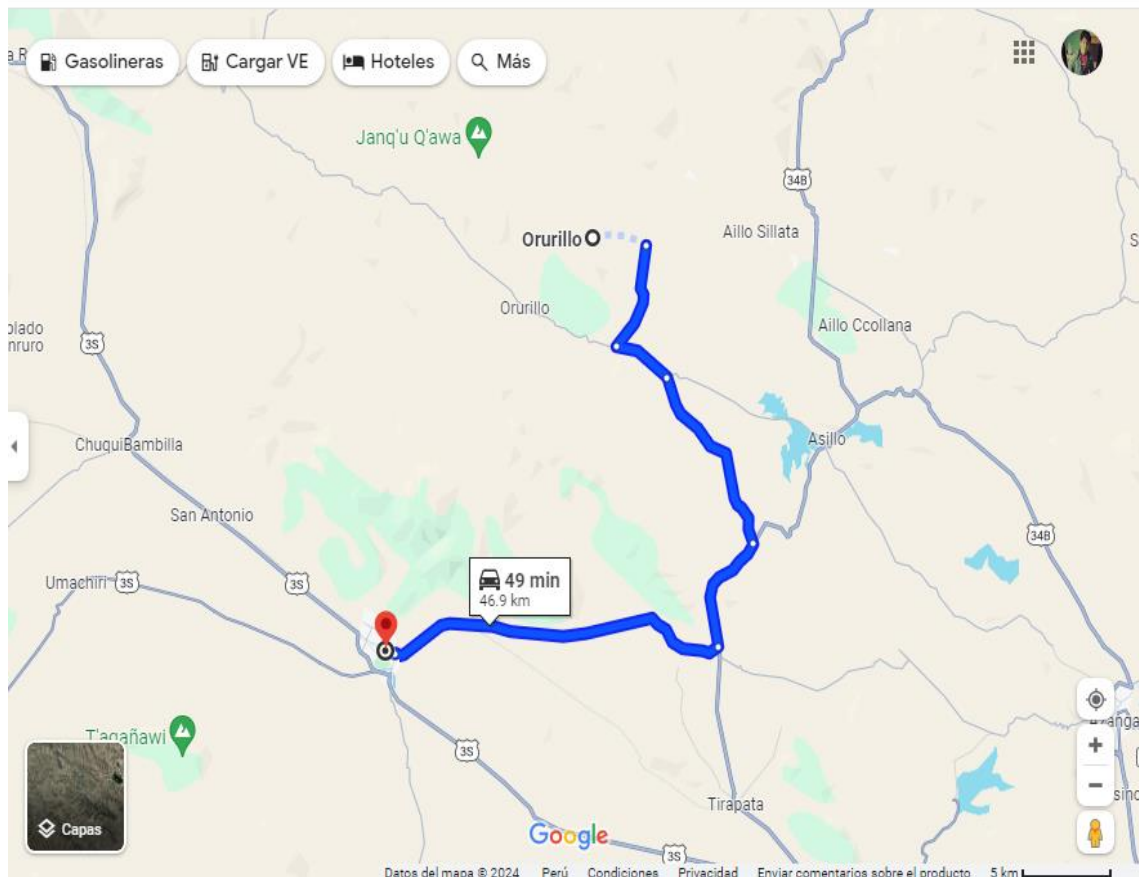 Gasolineras
Cargar VE
Hoteles
Más
Janq'u Q'awa
34B
Orurillo
Aillo Sillata
Orurillo
Aillo Ccollana
3S
ChuquiBambilla
Asillo
San Antonio
34B
Umachiri
3S
3S
49 min
46.9 km
T'aqañawi
3S
Tirapata
Capas
Google
3S
Datos del mapa © 2024 Perú Condiciones Privacidad Enviar comentarios sobre el producto 5 km